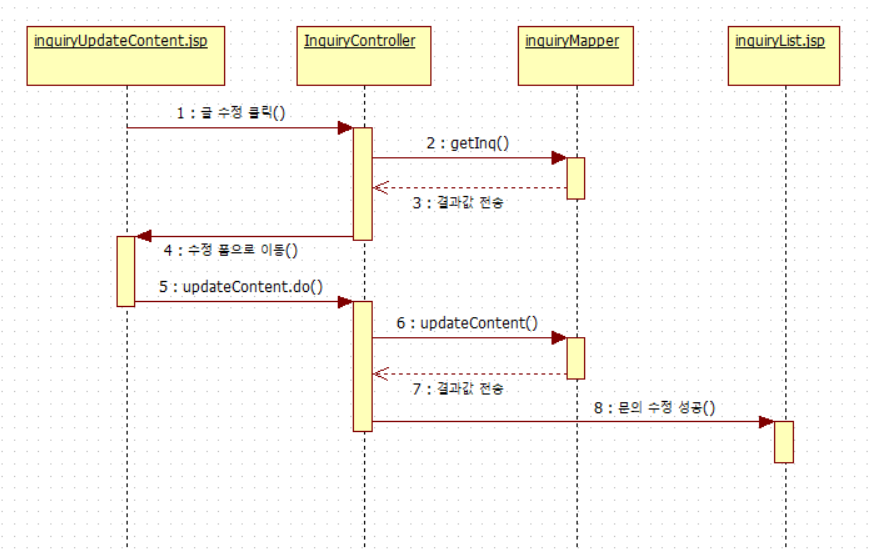 inquiryUpdateContent.jsp
InquiryController
inquiryMapper
inquiryList.jsp
1 : 글 수정 클릭()
2 : getInq()
3 : 결과값 전송
4 : 수정 폼으로 이동()
5 : updateContent.do()
6 : updateContent()
7 : 결과값 전송
8 : 문의 수정 성공()